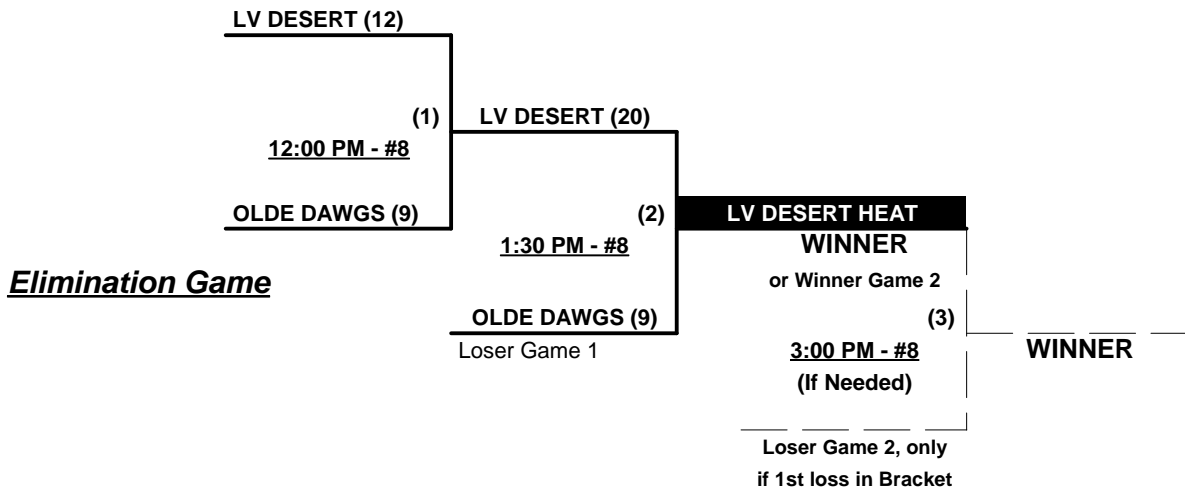 LV DESERT (12)
(1)
LV DESERT (20)
12:00 PM - #8
OLDE DAWGS (9)
(2)
LV DESERT HEAT
1:30 PM - #8
WINNER
Elimination Game
or Winner Game 2
OLDE DAWGS (9)
(3)
Loser Game 1
3:00 PM - #8
WINNER
(If Needed)
Loser Game 2, only
if 1st loss in Bracket